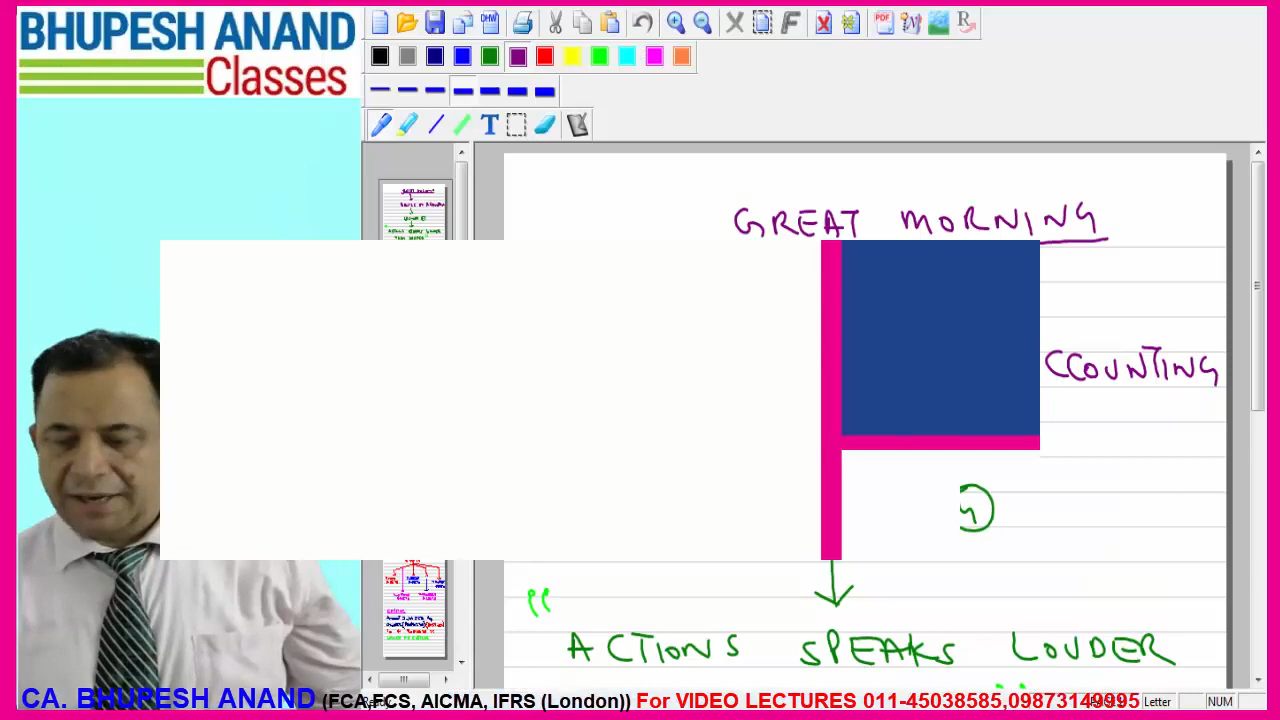 BHUPESH ANAND
Classes
GREAT MORNING
CCOUNTING
ACTIONS SPEAKS LOUDER
CA. BHUPESH ANAND (FCA,FCS, AICMA, IFRS (London)) For VIDEO LECTURES 011-45038585,09873149995
Letter
NUM